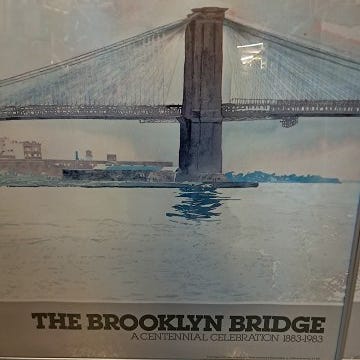 THE BROOKLYN BRIDGE
A CENTENNIAL CELEBRATION 1883-1983